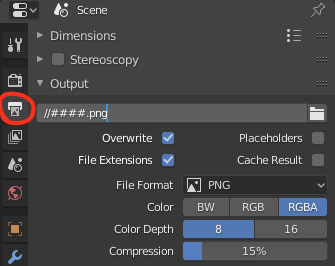 Scene
Dimensions
Stereoscopy
Output
//####.png
Overwrite Placeholders
File Extensions Cache Result
File Format PNG
Color BW RGB RGBA
Color Depth 8 16
Compression 15%